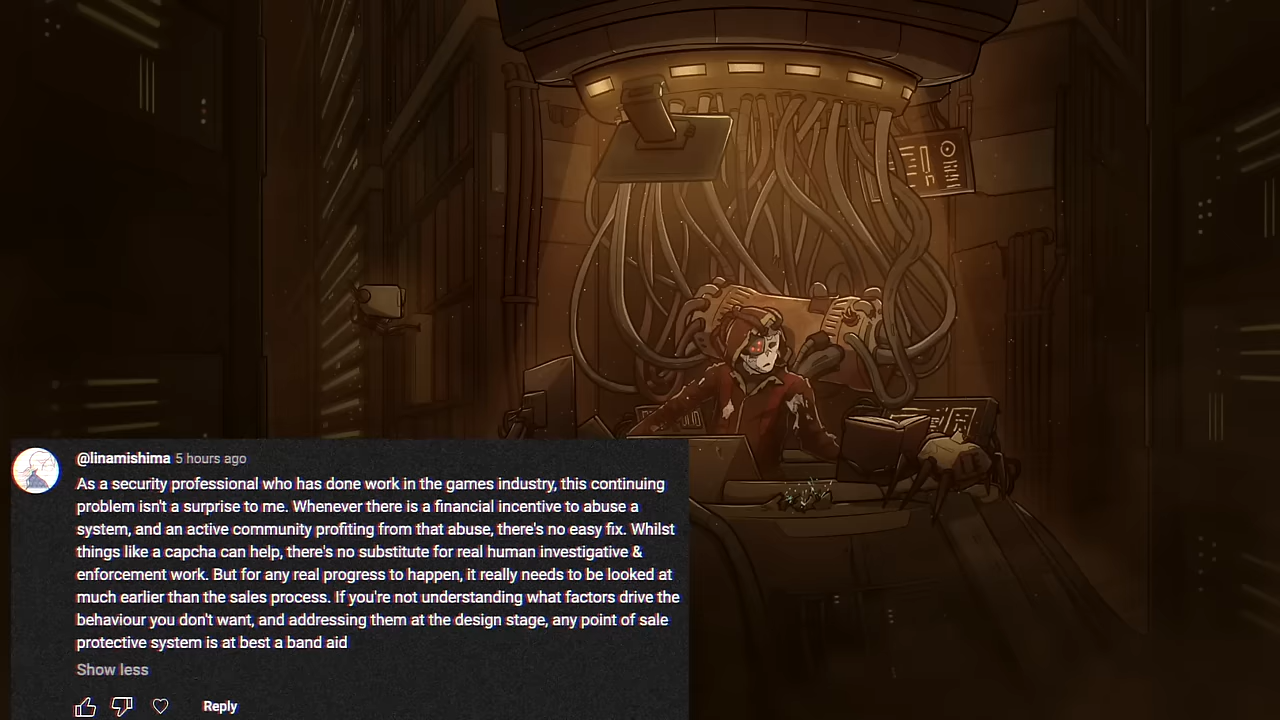 @linamishima 5 hours ago
As a security professional who has done work in the games industry, this continuing
problem isn't a surprise to me. Whenever there is a financial incentive to abuse a
system, and an active community profiting from that abuse, there's no easy fix. Whilst
things like a capcha can help, there's no substitute for real human investigative &
enforcement work. But for any real progress to happen, it really needs to be looked at
much earlier than the sales process. If you're not understanding what factors drive the
behaviour you don't want, and addressing them at the design stage, any point of sale
protective system is at best a band aid
Show less
Reply